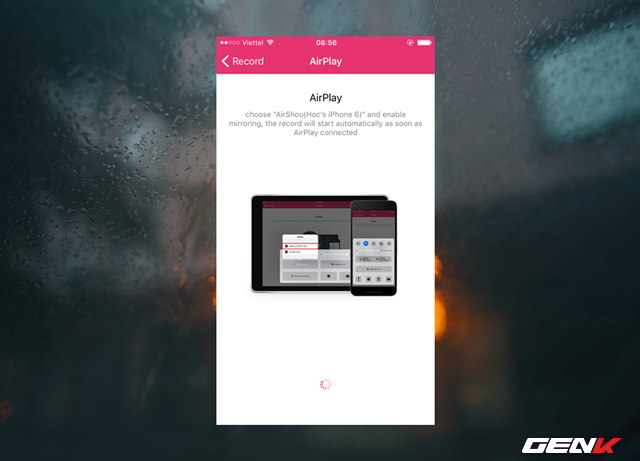 Viettel 08:56
Record AirPlay
AirPlay
choose "AirShou(Hoc's iPhone 6)" and enable
mirroring, the record will start automatically as soon as
AirPlay connected
GENK